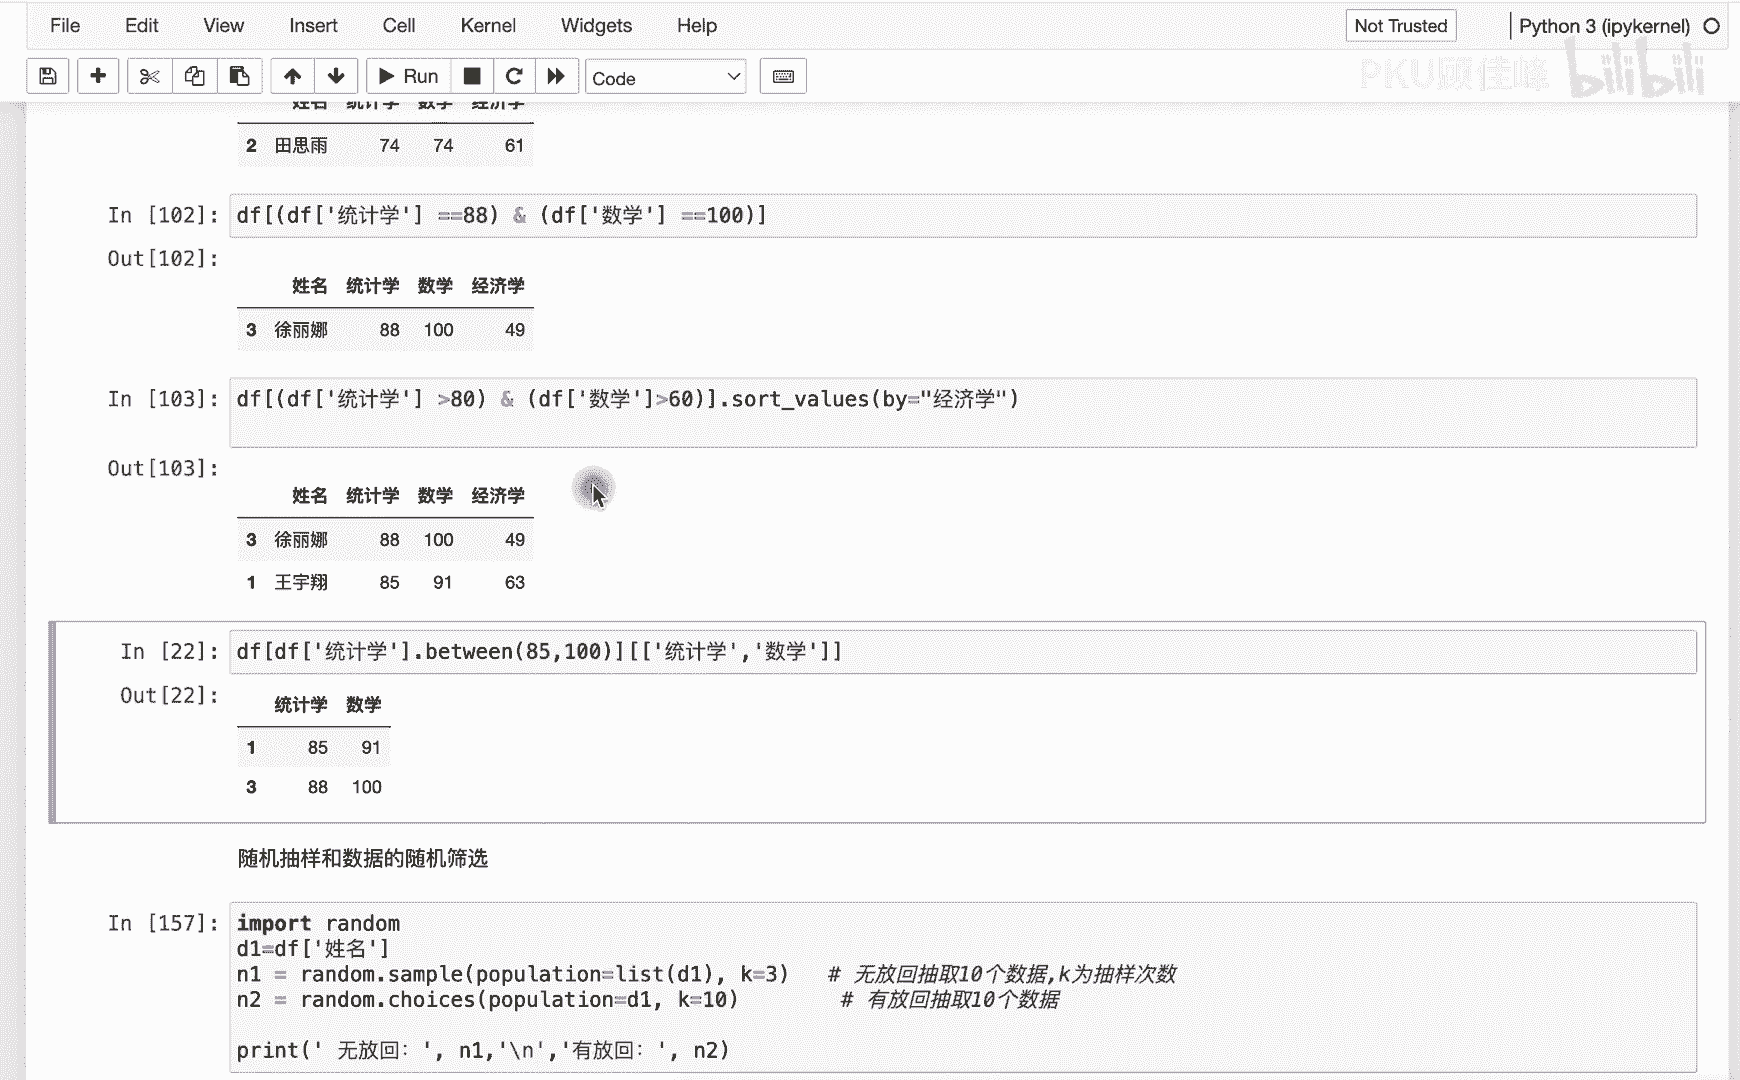 File Edit View Insert Cell Kernel Widgets Help Not Trusted Python 3 (ipykernel)
Run Code PKU顾佳峰 bilibili
姓名 统计学 数学 经济学
2 田思雨 74 74 61
In [102]: df[(df['统计学'] ==88) & (df['数学'] ==100)]
Out[102]:
姓名 统计学 数学 经济学
3 徐丽娜 88 100 49
In [103]: df[(df['统计学'] >80) & (df['数学']>60)].sort_values(by="经济学")
Out[103]:
姓名 统计学 数学 经济学
3 徐丽娜 88 100 49
1 王宇翔 85 91 63
In [22]: df[df['统计学'].between(85,100)][['统计学','数学']]
Out[22]:
统计学 数学
1 85 91
3 88 100
随机抽样和数据的随机筛选
In [157]: import random
d1=df['姓名']
n1 = random.sample(population=list(d1), k=3) # 无放回抽取10个数据,k为抽样次数
n2 = random.choices(population=d1, k=10) # 有放回抽取10个数据
print(' 无放回: ', n1,'\n','有放回: ', n2)